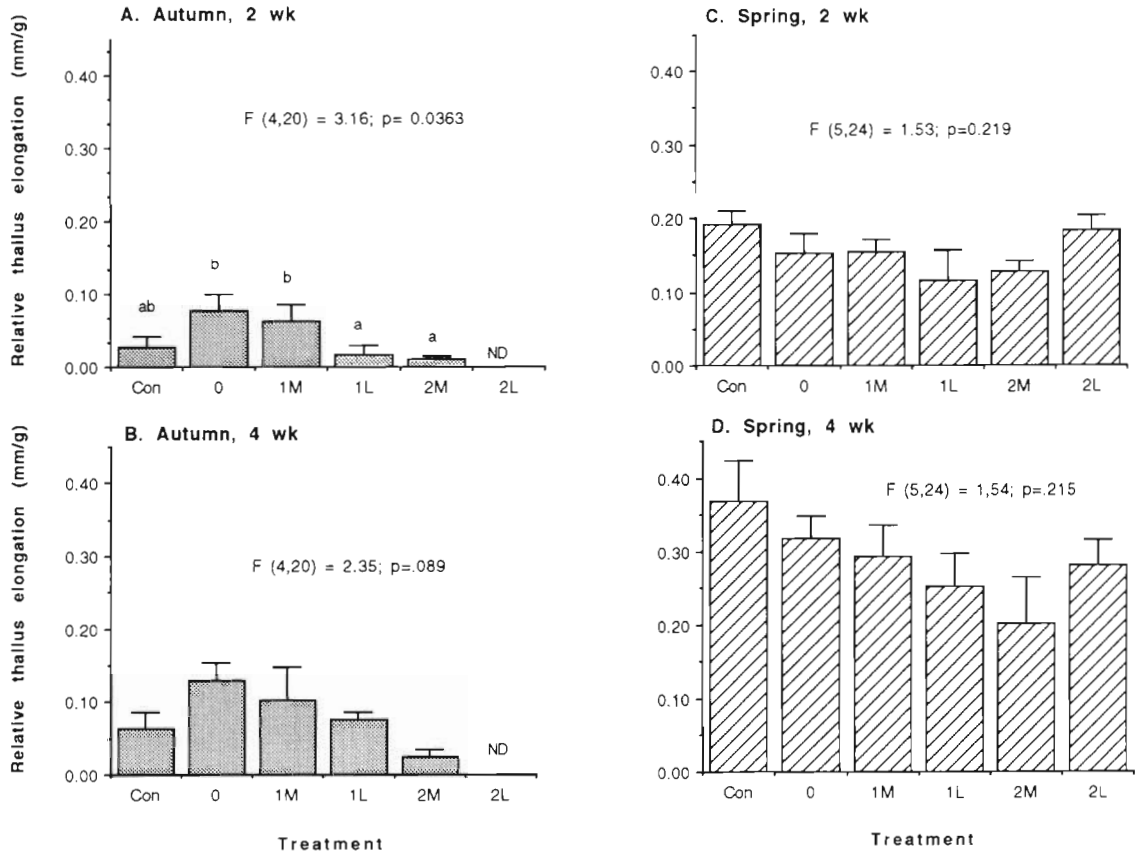 A. Autumn, 2 wk
Relative thallus elongation (mm/g)
0.40
0.30
0.20
0.10
0.00
F (4,20) = 3.16; p= 0.0363
ab
b
b
a
a
ND
Con 0 1M 1L 2M 2L
B. Autumn, 4 wk
Relative thallus elongation (mm/g)
0.40
0.30
0.20
0.10
0.00
F (4,20) = 2.35; p=.089
ND
Con 0 1M 1L 2M 2L
Treatment
C. Spring, 2 wk
0.40
0.30
0.20
0.10
0.00
F (5,24) = 1.53; p=0.219
Con 0 1M 1L 2M 2L
D. Spring, 4 wk
0.40
0.30
0.20
0.10
0.00
F (5,24) = 1,54; p=.215
Con 0 1M 1L 2M 2L
Treatment